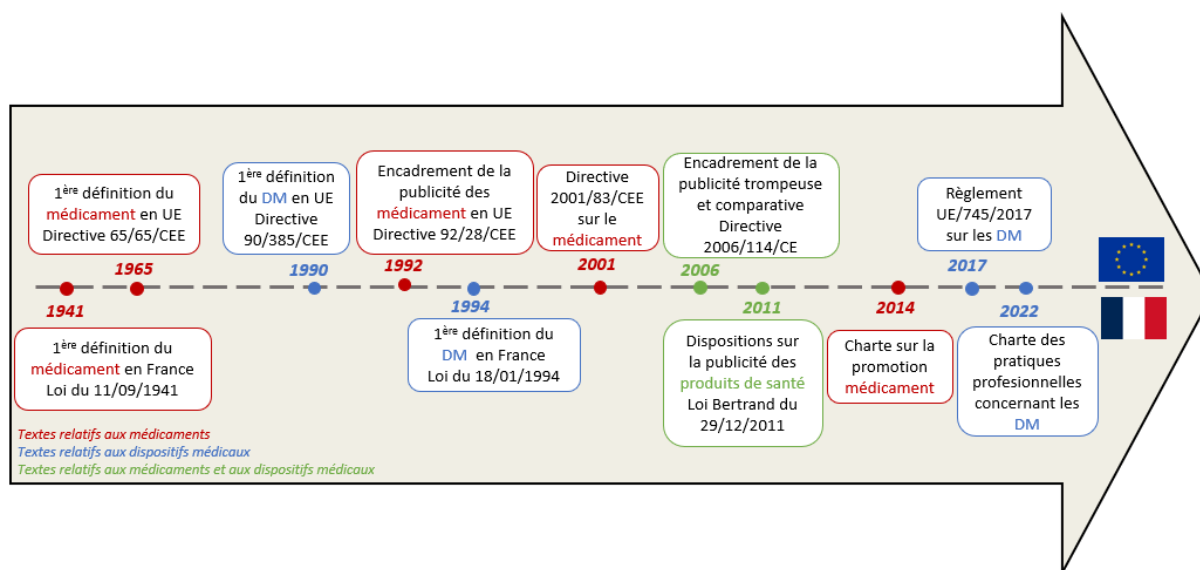 1ère définition du
médicament en UE
Directive 65/65/CEE
1965
1ère définition
du DM en UE
Directive
90/385/CEE
1990
Encadrement de la
publicité des
médicament en UE
Directive 92/28/CEE
1992
Directive
2001/83/CEE
sur le
médicament
2001
Encadrement de la
publicité trompeuse
et comparative
Directive
2006/114/CE
2006
Règlement
UE/745/2017
sur les DM
2017
1941
1ère définition du
médicament en France
Loi du 11/09/1941
1994
1ère définition du
DM en France
Loi du 18/01/1994
2011
Dispositions sur
la publicité des
produits de santé
Loi Bertrand du
29/12/2011
2014
Charte sur la
promotion
médicament
2022
Charte des
pratiques
profesionnelles
concernant les
DM
Textes relatifs aux médicaments
Textes relatifs aux dispositifs médicaux
Textes relatifs aux médicaments et aux dispositifs médicaux